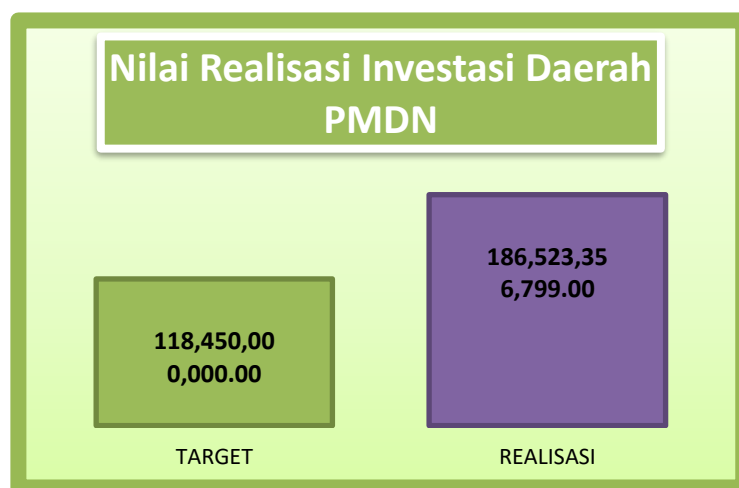 Nilai Realisasi Investasi Daerah
PMDN
186,523,35
6,799.00
118,450,00
0,000.00
TARGET
REALISASI